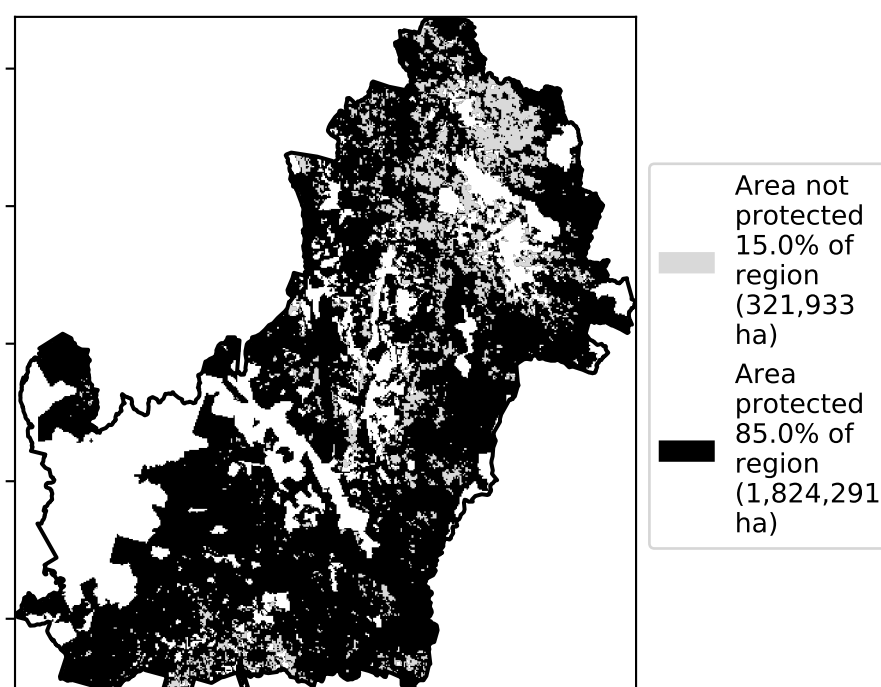 Area not
protected
15.0% of
region
(321,933
ha)
Area
protected
85.0% of
region
(1,824,291
ha)